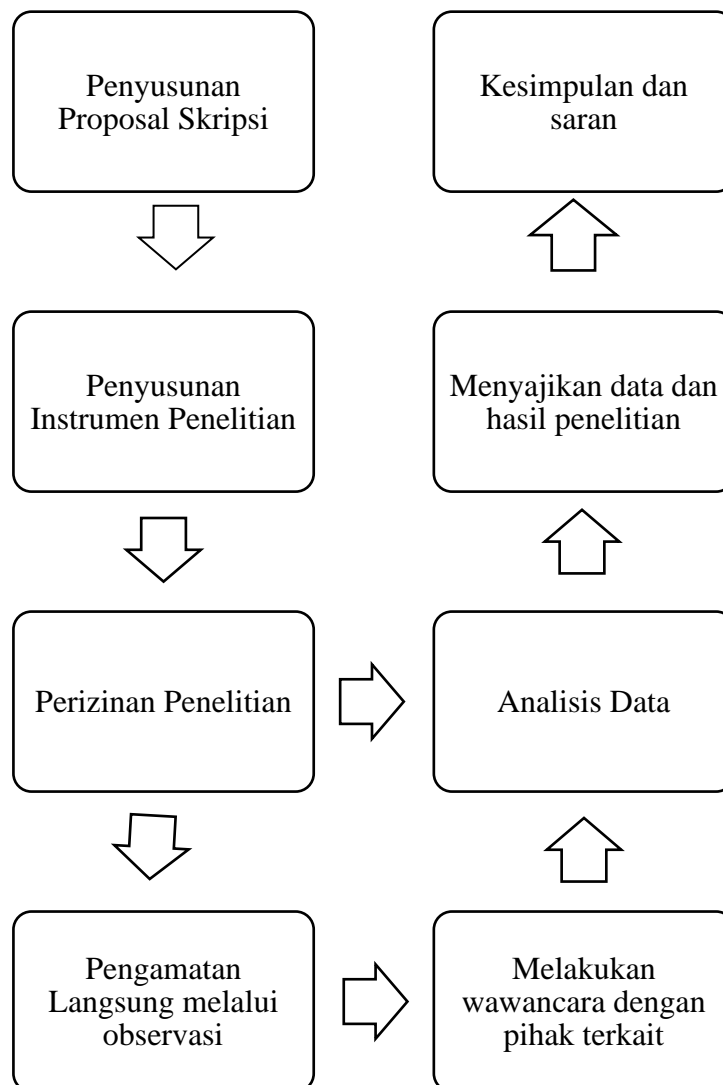 Penyusunan
Proposal Skripsi
Kesimpulan dan
saran
Penyusunan
Instrumen Penelitian
Menyajikan data dan
hasil penelitian
Perizinan Penelitian
Analisis Data
Pengamatan
Langsung melalui
observasi
Melakukan
wawancara dengan
pihak terkait